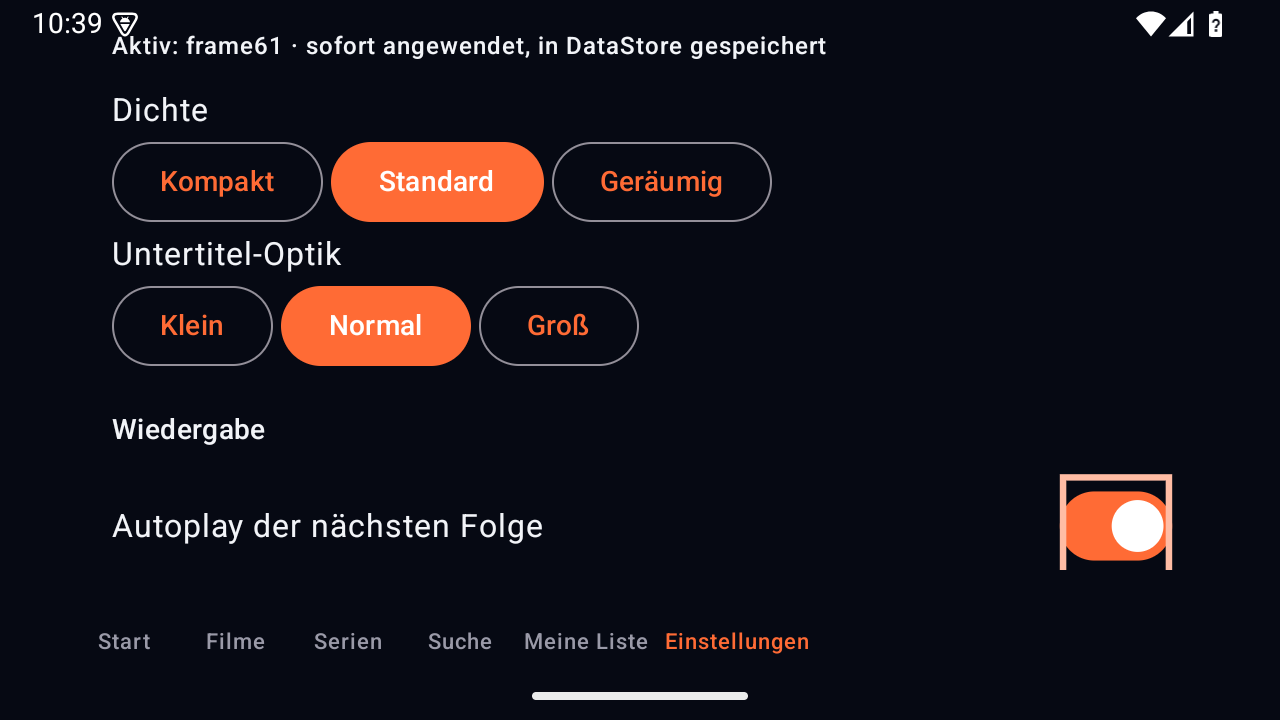 10:39
Aktiv: frame61 · sofort angewendet, in DataStore gespeichert
Dichte
Kompakt Standard Geräumig
Untertitel-Optik
Klein Normal Groß
Wiedergabe
Autoplay der nächsten Folge
Start Filme Serien Suche Meine Liste Einstellungen